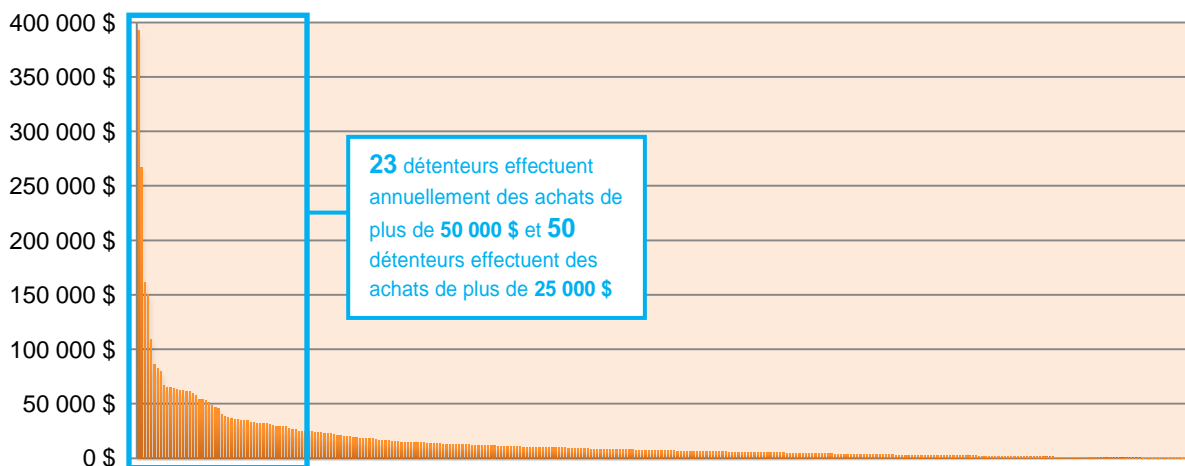 400 000 $
350 000 $
300 000 $
250 000 $
200 000 $
150 000 $
100 000 $
50 000 $
0 $
23 détenteurs effectuent
annuellement des achats de
plus de 50 000 $ et 50
détenteurs effectuent des
achats de plus de 25 000 $